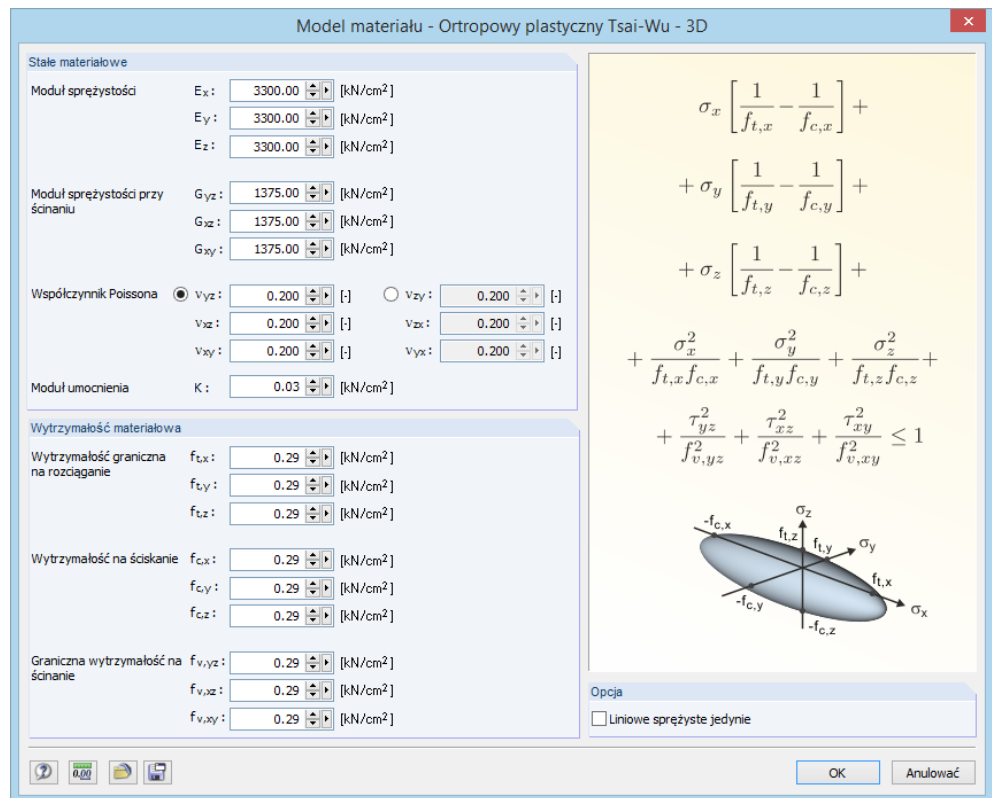 Model materiału - Ortropowy plastyczny Tsai-Wu - 3D
Stałe materiałowe
Moduł sprężystości Ex: 3300.00 [kN/cm²]
Ey: 3300.00 [kN/cm²]
Ez: 3300.00 [kN/cm²]
Moduł sprężystości przy ścinaniu Gyz: 1375.00 [kN/cm²]
Gxz: 1375.00 [kN/cm²]
Gxy: 1375.00 [kN/cm²]
Współczynnik Poissona νyz: 0.200 [-] νzy: 0.200 [-]
νxz: 0.200 [-] νzx: 0.200 [-]
νxy: 0.200 [-] νyx: 0.200 [-]
Moduł umocnienia K: 0.03 [kN/cm²]
Wytrzymałość materiałowa
Wytrzymałość graniczna na rozciąganie ft,x: 0.29 [kN/cm²]
ft,y: 0.29 [kN/cm²]
ft,z: 0.29 [kN/cm²]
Wytrzymałość na ściskanie fc,x: 0.29 [kN/cm²]
fc,y: 0.29 [kN/cm²]
fc,z: 0.29 [kN/cm²]
Graniczna wytrzymałość na ścinanie fv,yz: 0.29 [kN/cm²]
fv,xz: 0.29 [kN/cm²]
fv,xy: 0.29 [kN/cm²]
σx [1/ft,x − 1/fc,x] +
+ σy [1/ft,y − 1/fc,y] +
+ σz [1/ft,z − 1/fc,z] +
+ σx²/(ft,x fc,x) + σy²/(ft,y fc,y) + σz²/(ft,z fc,z) +
+ τyz²/f²v,yz + τxz²/f²v,xz + τxy²/f²v,xy ≤ 1
σz
-fc,x
ft,z
ft,y
σy
ft,x
-fc,y
σx
-fc,z
Opcja
Liniowe sprężyste jedynie
0.00
OK
Anulować